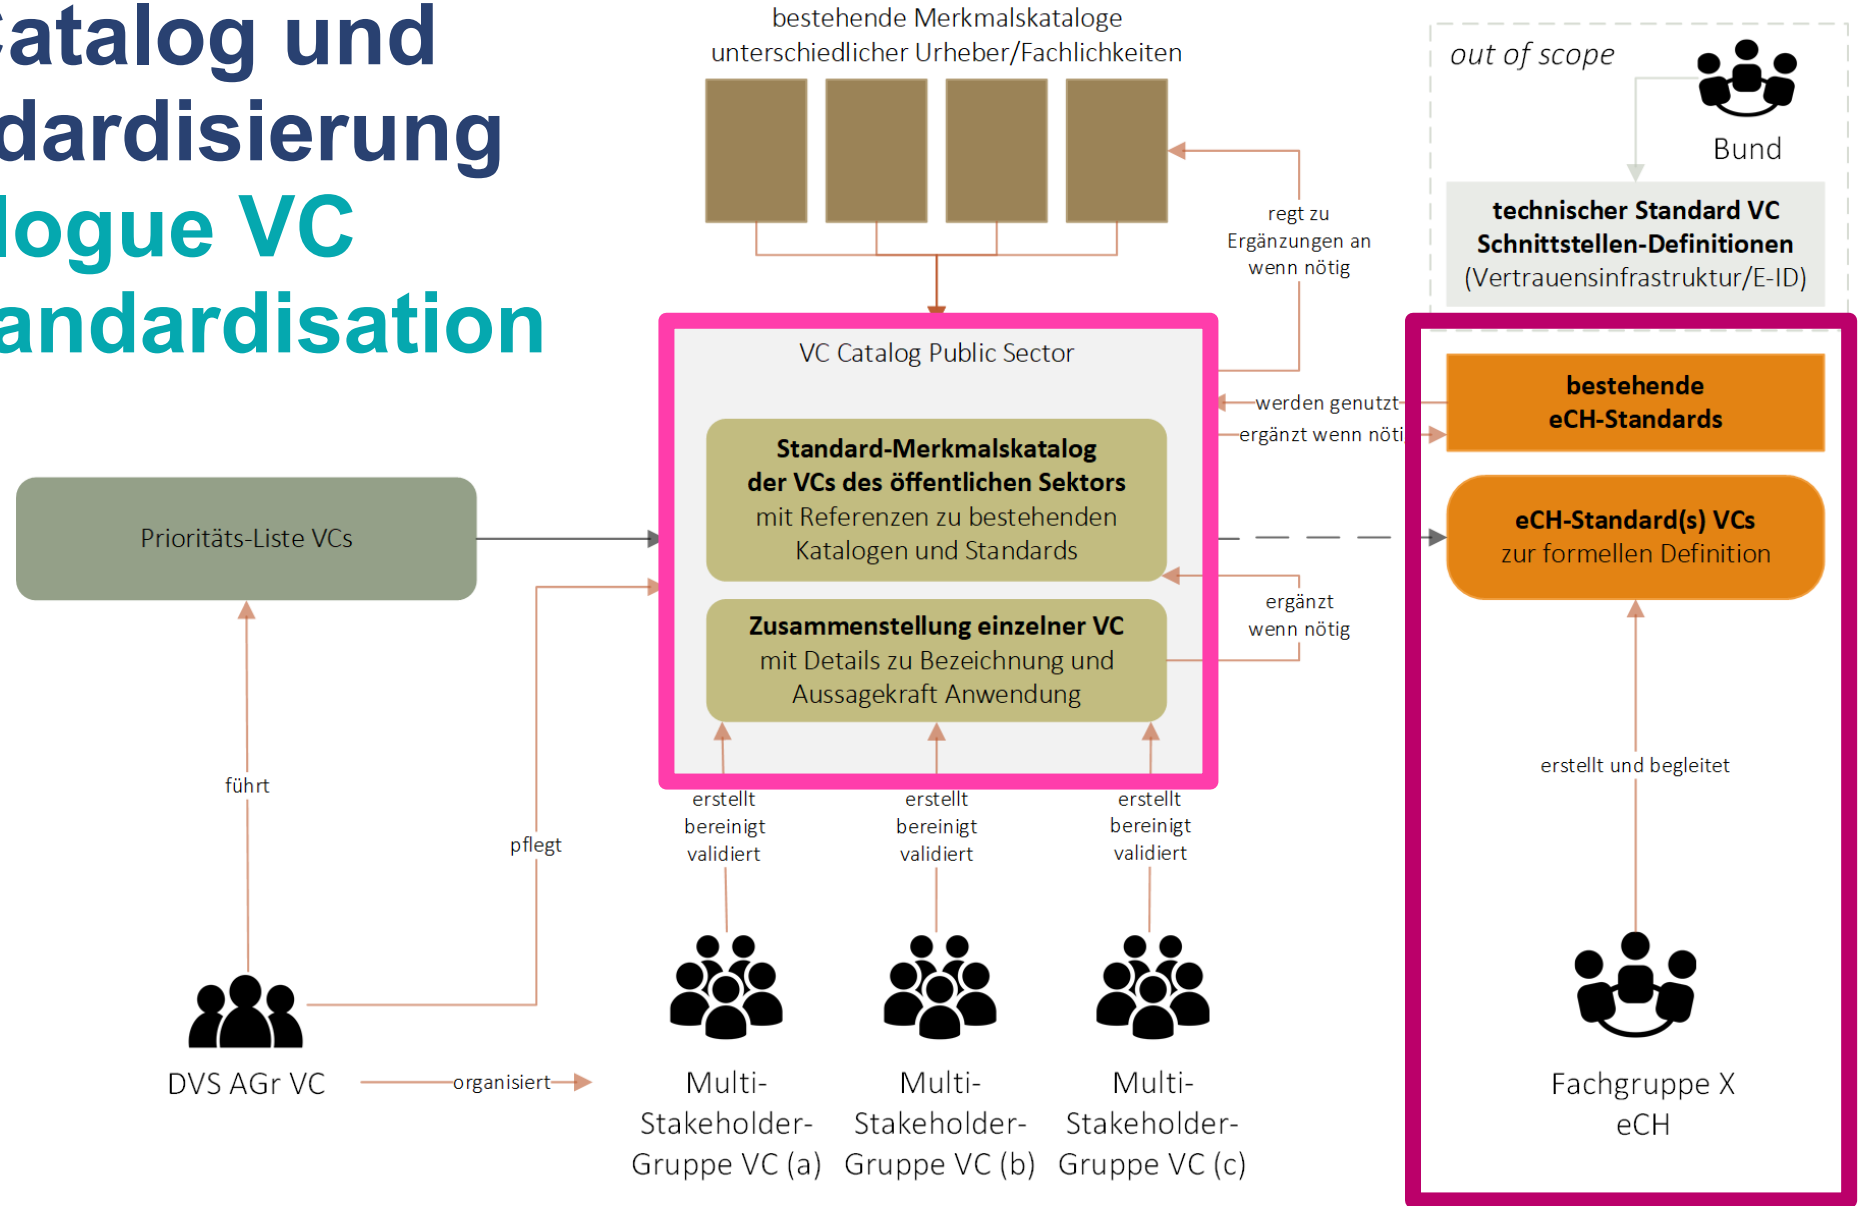 Catalog und
dardisierung
logue VC
andardisation
bestehende Merkmalskataloge
unterschiedlicher Urheber/Fachlichkeiten
out of scope
Bund
technischer Standard VC
Schnittstellen-Definitionen
(Vertrauensinfrastruktur/E-ID)
regt zu
Ergänzungen an
wenn nötig
VC Catalog Public Sector
werden genutzt
ergänzt wenn nöti
bestehende
eCH-Standards
Standard-Merkmalskatalog
der VCs des öffentlichen Sektors
mit Referenzen zu bestehenden
Katalogen und Standards
Prioritäts-Liste VCs
eCH-Standard(s) VCs
zur formellen Definition
ergänzt
wenn nötig
Zusammenstellung einzelner VC
mit Details zu Bezeichnung und
Aussagekraft Anwendung
führt
pflegt
erstellt
bereinigt
validiert
erstellt
bereinigt
validiert
erstellt
bereinigt
validiert
erstellt und begleitet
DVS AGr VC
organisiert
Multi-
Stakeholder-
Gruppe VC (a)
Multi-
Stakeholder-
Gruppe VC (b)
Multi-
Stakeholder-
Gruppe VC (c)
Fachgruppe X
eCH